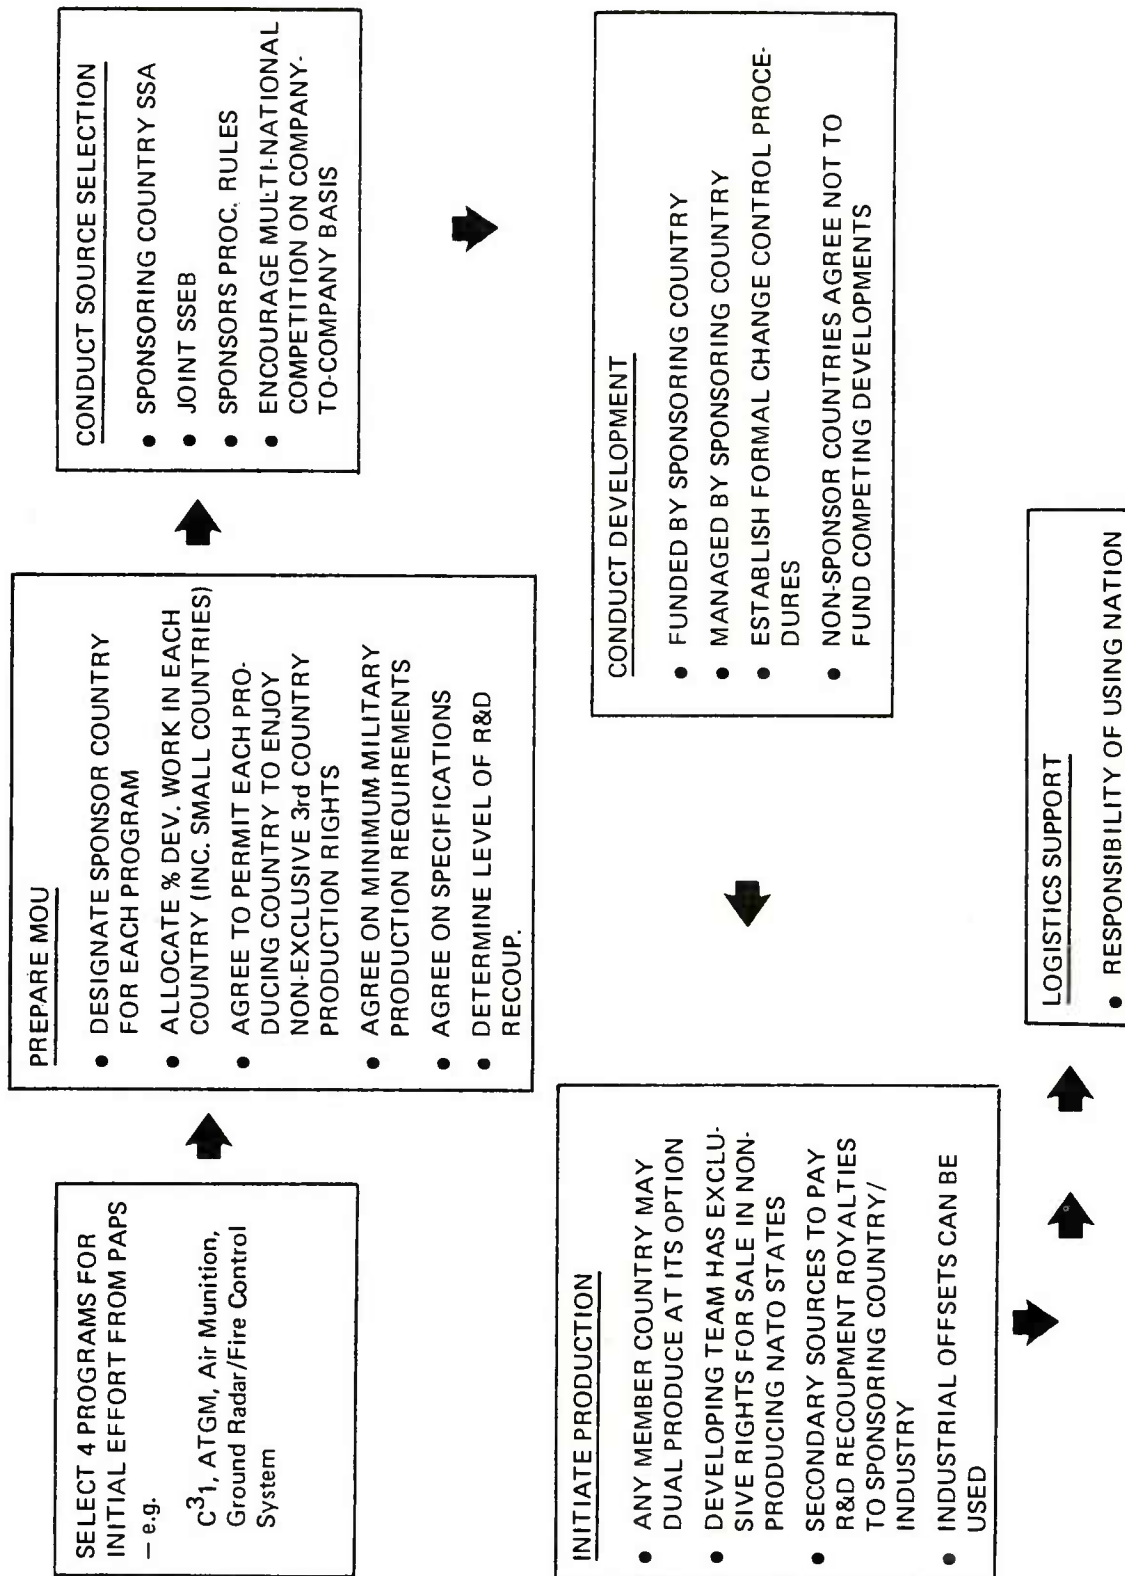 SELECT 4 PROGRAMS FOR
INITIAL EFFORT FROM PAPS
— e.g.
C³I, ATGM, Air Munition,
Ground Radar/Fire Control
System
PREPARE MOU
• DESIGNATE SPONSOR COUNTRY
FOR EACH PROGRAM
• ALLOCATE % DEV. WORK IN EACH
COUNTRY (INC. SMALL COUNTRIES)
• AGREE TO PERMIT EACH PRO-
DUCING COUNTRY TO ENJOY
NON-EXCLUSIVE 3rd COUNTRY
PRODUCTION RIGHTS
• AGREE ON MINIMUM MILITARY
PRODUCTION REQUIREMENTS
• AGREE ON SPECIFICATIONS
• DETERMINE LEVEL OF R&D
RECOUP.
CONDUCT SOURCE SELECTION
• SPONSORING COUNTRY SSA
• JOINT SSEB
• SPONSORS PROC. RULES
• ENCOURAGE MULTI-NATIONAL
COMPETITION ON COMPANY-
TO-COMPANY BASIS
CONDUCT DEVELOPMENT
• FUNDED BY SPONSORING COUNTRY
• MANAGED BY SPONSORING COUNTRY
• ESTABLISH FORMAL CHANGE CONTROL PROCE-
DURES
• NON-SPONSOR COUNTRIES AGREE NOT TO
FUND COMPETING DEVELOPMENTS
INITIATE PRODUCTION
• ANY MEMBER COUNTRY MAY
DUAL PRODUCE AT ITS OPTION
• DEVELOPING TEAM HAS EXCLU-
SIVE RIGHTS FOR SALE IN NON-
PRODUCING NATO STATES
• SECONDARY SOURCES TO PAY
R&D RECOUPMENT ROYALTIES
TO SPONSORING COUNTRY/
INDUSTRY
• INDUSTRIAL OFFSETS CAN BE
USED
LOGISTICS SUPPORT
• RESPONSIBILITY OF USING NATION